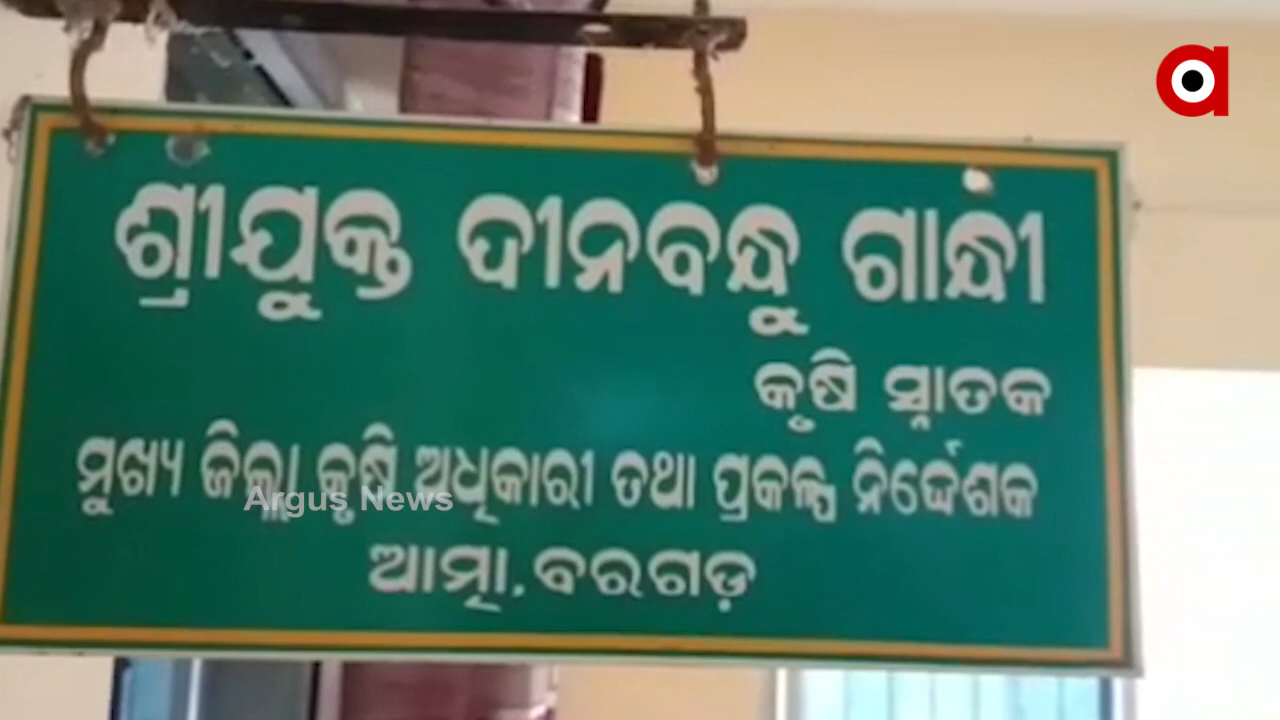 ଶ୍ରୀଯୁକ୍ତ ଦୀନବନ୍ଧୁ ଗାନ୍ଧୀ
କୃଷି ସ୍ନାତକ
ମୁଖ୍ୟ ଜିଲ୍ଲା କୃଷି ଅଧିକାରୀ ତଥା ପ୍ରକଳ୍ପ ନିର୍ଦ୍ଦେଶକ
Argus News
ଆତ୍ମା.ବରଗଡ଼